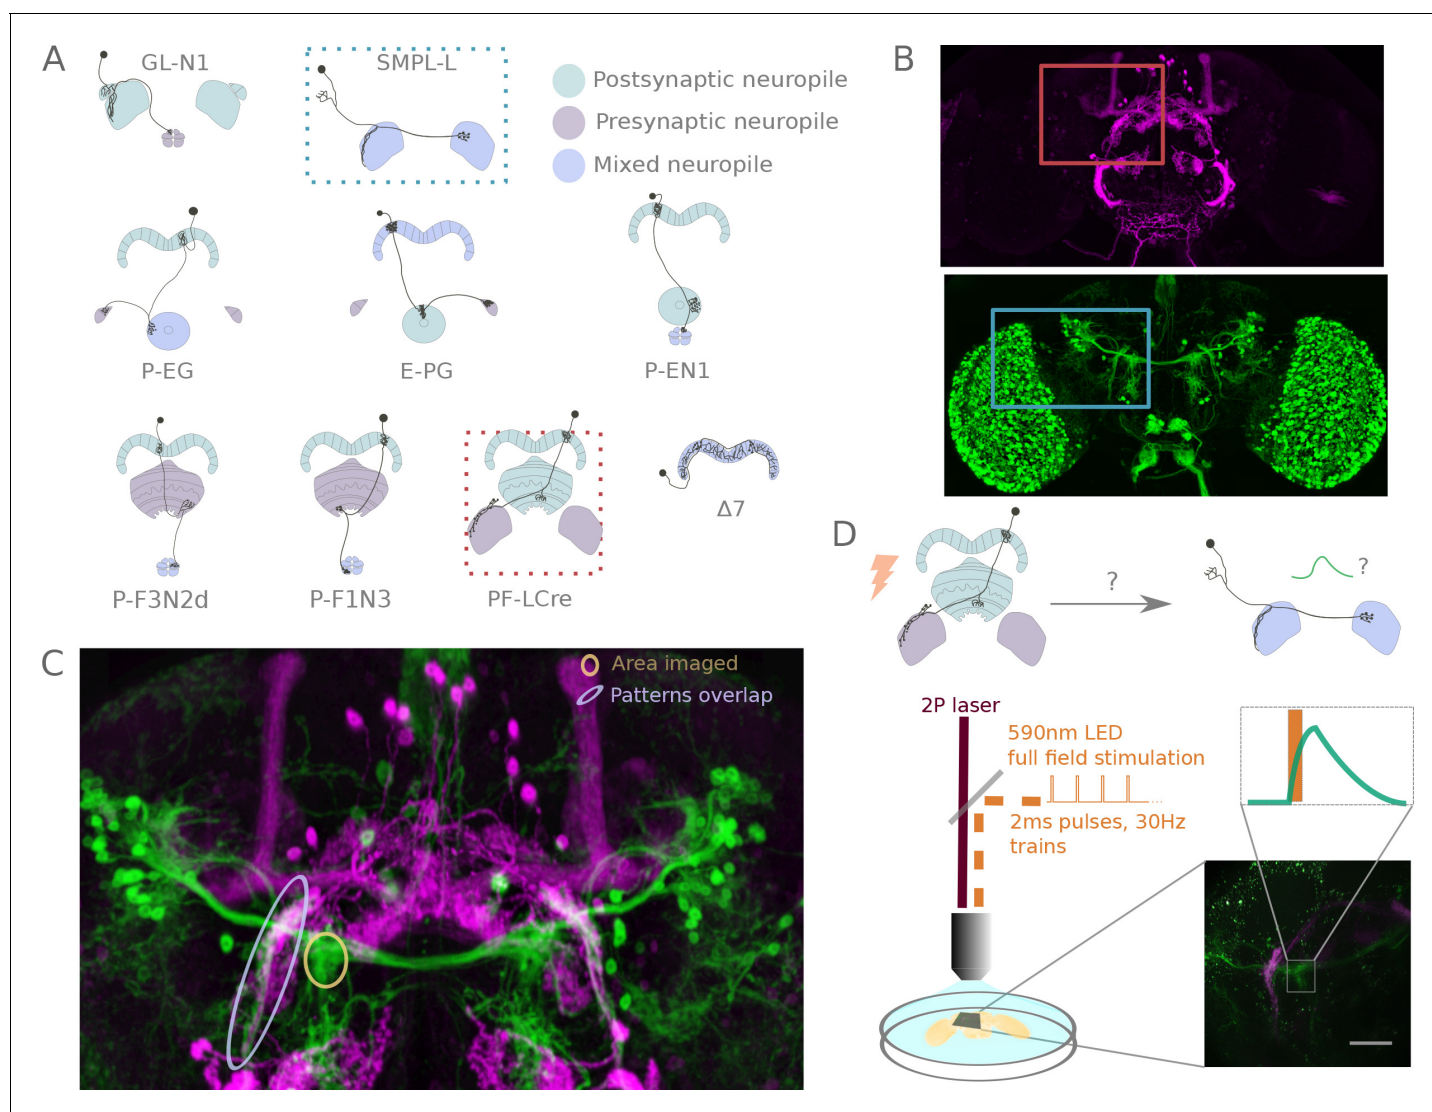 A
GL-N1
SMPL-L
Postsynaptic neuropile
Presynaptic neuropile
Mixed neuropile
P-EG
E-PG
P-EN1
P-F3N2d
P-F1N3
PF-LCre
Δ7
B
C
Area imaged
Patterns overlap
D
?
?
2P laser
590nm LED
full field stimulation
2ms pulses, 30Hz
trains